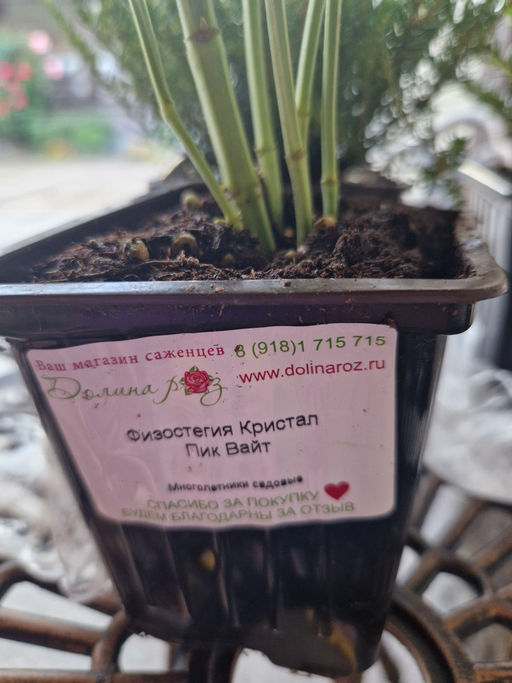 Ваш магазин саженцев 8 (918)1 715 715
Долина роз www.dolinaroz.ru
Физостегия Кристал
Пик Вайт
Многолетники садовые
СПАСИБО ЗА ПОКУПКУ
БУДЕМ БЛАГОДАРНЫ ЗА ОТЗЫВ